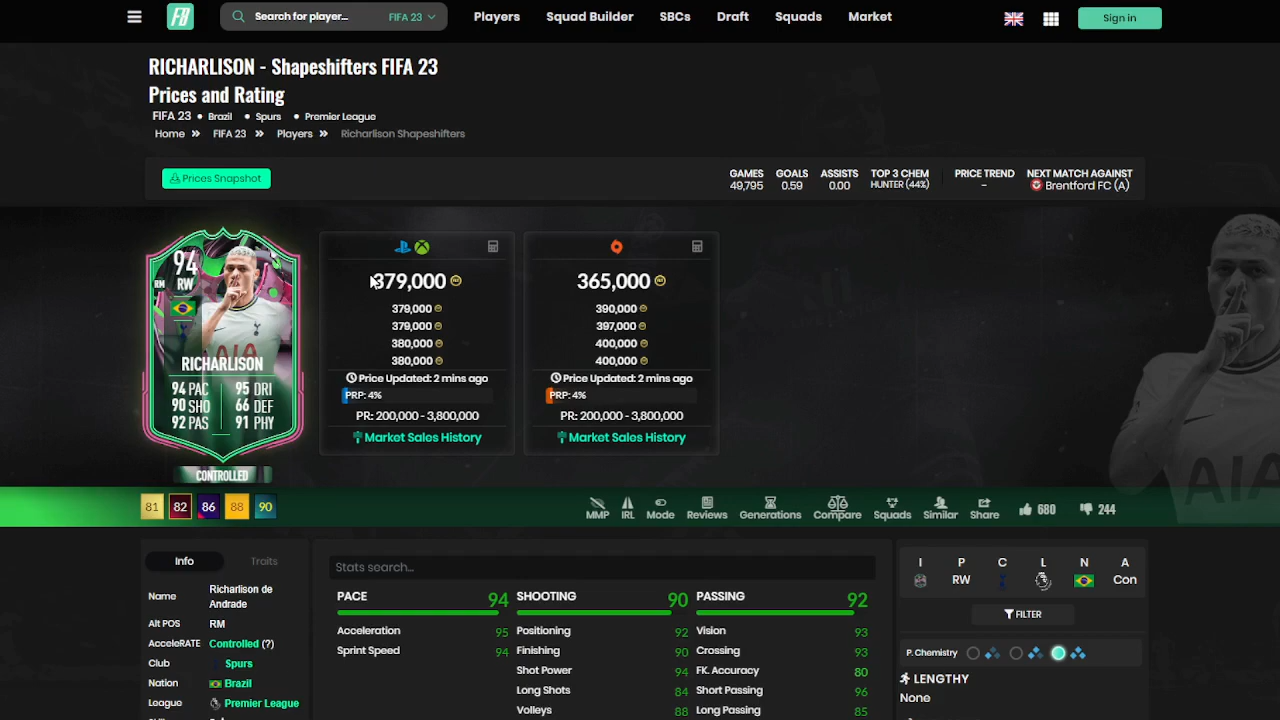 FB
Search for player...
FIFA 23
Players
Squad Builder
SBCs
Draft
Squads
Market
Sign in
RICHARLISON - Shapeshifters FIFA 23
Prices and Rating
FIFA 23 • Brazil • Spurs • Premier League
Home » FIFA 23 » Players » Richarlison Shapeshifters
Prices Snapshot
GAMES
49,795
GOALS
0.59
ASSISTS
0.00
TOP 3 CHEM
HUNTER (44%)
PRICE TREND
-
NEXT MATCH AGAINST
Brentford FC (A)
94
RW
RM
AIA
RICHARLISON
94 PAC 95 DRI
90 SHO 66 DEF
92 PAS 91 PHY
CONTROLLED
379,000
379,000
379,000
380,000
380,000
Price Updated: 2 mins ago
PRP: 4%
PR: 200,000 - 3,800,000
Market Sales History
365,000
390,000
397,000
400,000
400,000
Price Updated: 2 mins ago
PRP: 4%
PR: 200,000 - 3,800,000
Market Sales History
AIA
81 82 86 88 90
MMP
IRL
Mode
Reviews
Generations
Compare
Squads
Similar
Share
680
244
Info
Traits
Name Richarlison de Andrade
Alt POS RM
AcceleRATE Controlled (?)
Club Spurs
Nation Brazil
League Premier League
Stats search...
PACE 94
Acceleration 95
Sprint Speed 94
SHOOTING 90
Positioning 92
Finishing 90
Shot Power 94
Long Shots 84
Volleys 88
PASSING 92
Vision 93
Crossing 93
FK. Accuracy 80
Short Passing 96
Long Passing 85
I P C L N A
RW Con
FILTER
P. Chemistry
LENGTHY
None